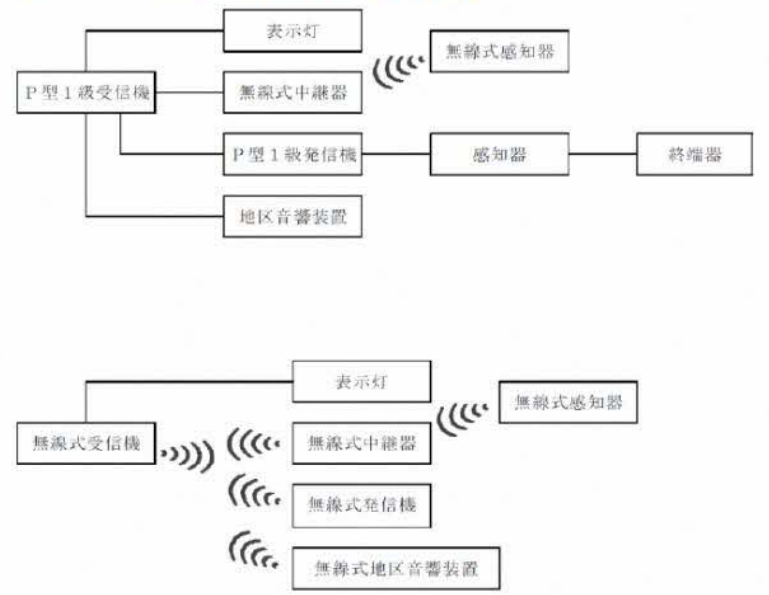 表示灯
無線式感知器
P型1級受信機
無線式中継器
P型1級発信機
感知器
終端器
地区音響装置
表示灯
無線式感知器
無線式受信機
無線式中継器
無線式発信機
無線式地区音響装置